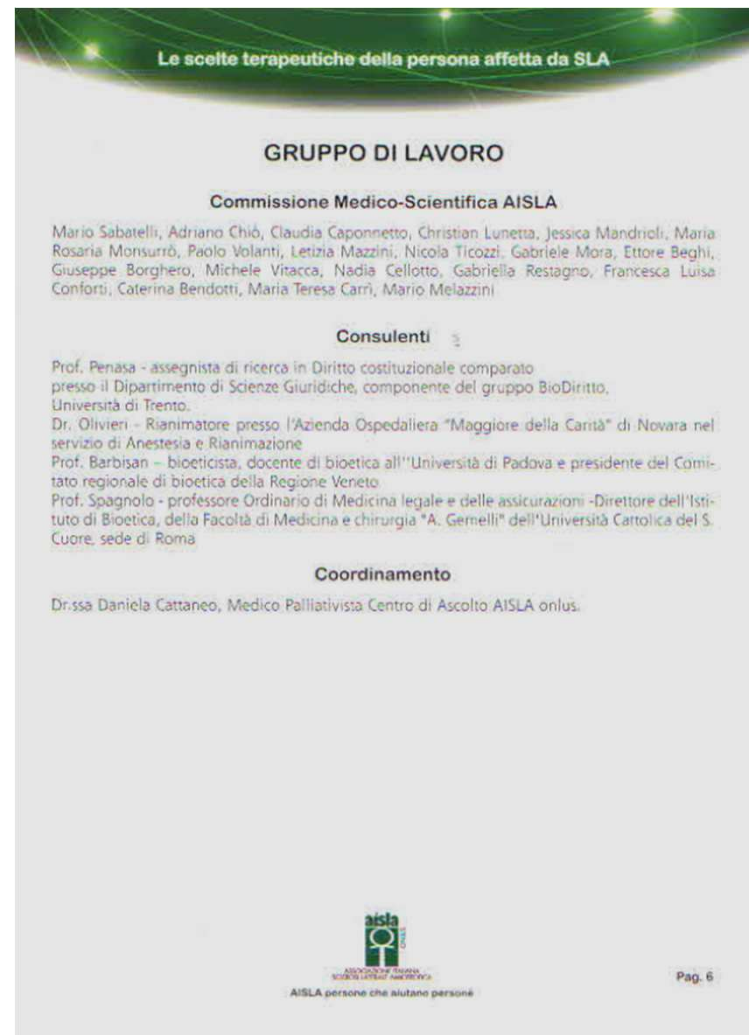 Le scelte terapeutiche della persona affetta da SLA
GRUPPO DI LAVORO
Commissione Medico-Scientifica AISLA
Mario Sabatelli, Adriano Chiò, Claudia Caponnetto, Christian Lunetta, Jessica Mandrioli, Maria
Rosaria Monsurrò, Paolo Volanti, Letizia Mazzini, Nicola Ticozzi, Gabriele Mora, Ettore Beghi,
Giuseppe Borghero, Michele Vitacca, Nadia Cellotto, Gabriella Restagno, Francesca Luisa
Conforti, Caterina Bendotti, Maria Teresa Carrì, Mario Melazzini
Consulenti
Prof. Penasa - assegnista di ricerca in Diritto costituzionale comparato
presso il Dipartimento di Scienze Giuridiche, componente del gruppo BioDiritto,
Università di Trento.
Dr. Olivieri - Rianimatore presso l'Azienda Ospedaliera "Maggiore della Carità" di Novara nel
servizio di Anestesia e Rianimazione
Prof. Barbisan – bioeticista, docente di bioetica all''Università di Padova e presidente del Comi-
tato regionale di bioetica della Regione Veneto
Prof. Spagnolo - professore Ordinario di Medicina legale e delle assicurazioni -Direttore dell'Isti-
tuto di Bioetica, della Facoltà di Medicina e chirurgia "A. Gemelli" dell'Università Cattolica del S.
Cuore, sede di Roma
Coordinamento
Dr.ssa Daniela Cattaneo, Medico Palliativista Centro di Ascolto AISLA onlus.
aisla
ONLUS
ASSOCIAZIONE ITALIANA
SCLEROSI LATERALE AMIOTROFICA
AISLA persone che aiutano persone
Pag. 6